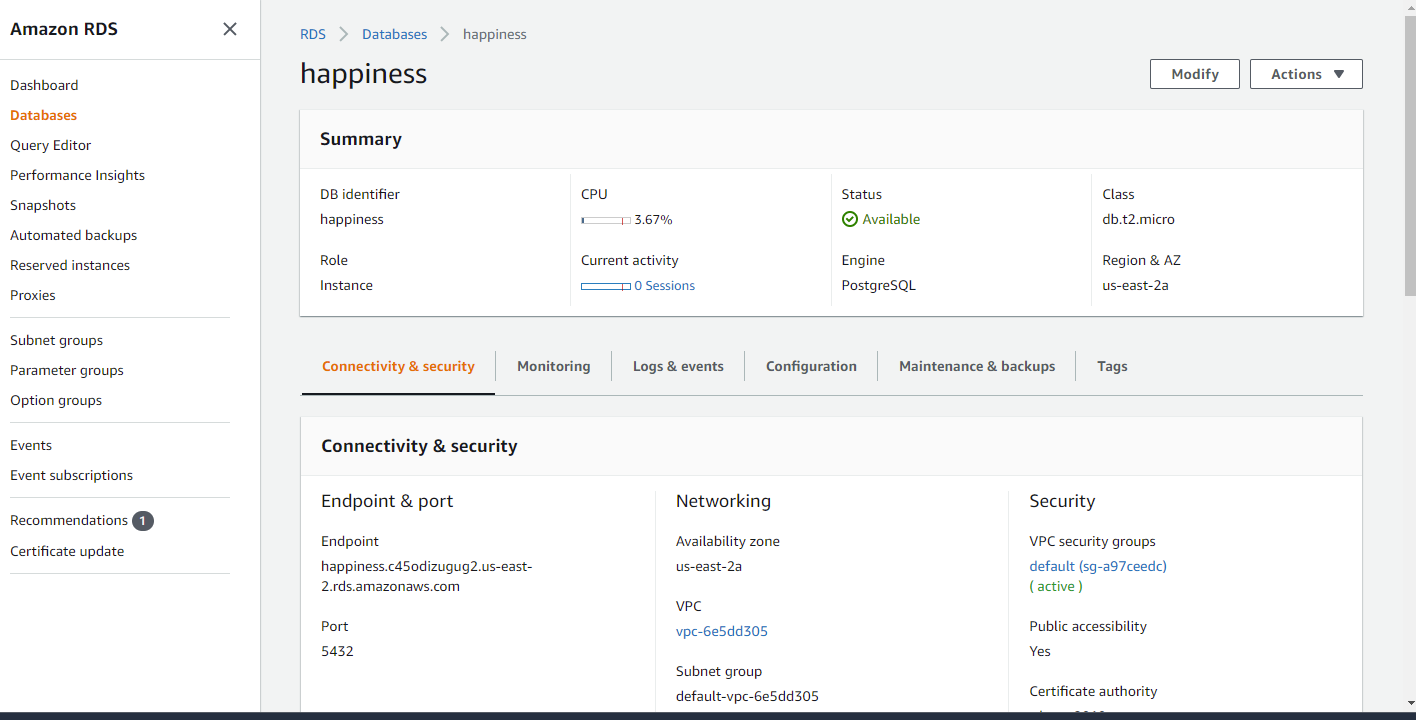 Amazon RDS
Dashboard
Databases
Query Editor
Performance Insights
Snapshots
Automated backups
Reserved instances
Proxies
Subnet groups
Parameter groups
Option groups
Events
Event subscriptions
Recommendations 1
Certificate update
RDS Databases happiness
happiness
Modify
Actions
Summary
DB identifier
happiness
CPU
3.67%
Status
Available
Class
db.t2.micro
Role
Instance
Current activity
0 Sessions
Engine
PostgreSQL
Region & AZ
us-east-2a
Connectivity & security
Monitoring
Logs & events
Configuration
Maintenance & backups
Tags
Connectivity & security
Endpoint & port
Endpoint
happiness.c45odizugug2.us-east-
2.rds.amazonaws.com
Port
5432
Networking
Availability zone
us-east-2a
VPC
vpc-6e5dd305
Subnet group
default-vpc-6e5dd305
Security
VPC security groups
default (sg-a97ceedc)
( active )
Public accessibility
Yes
Certificate authority